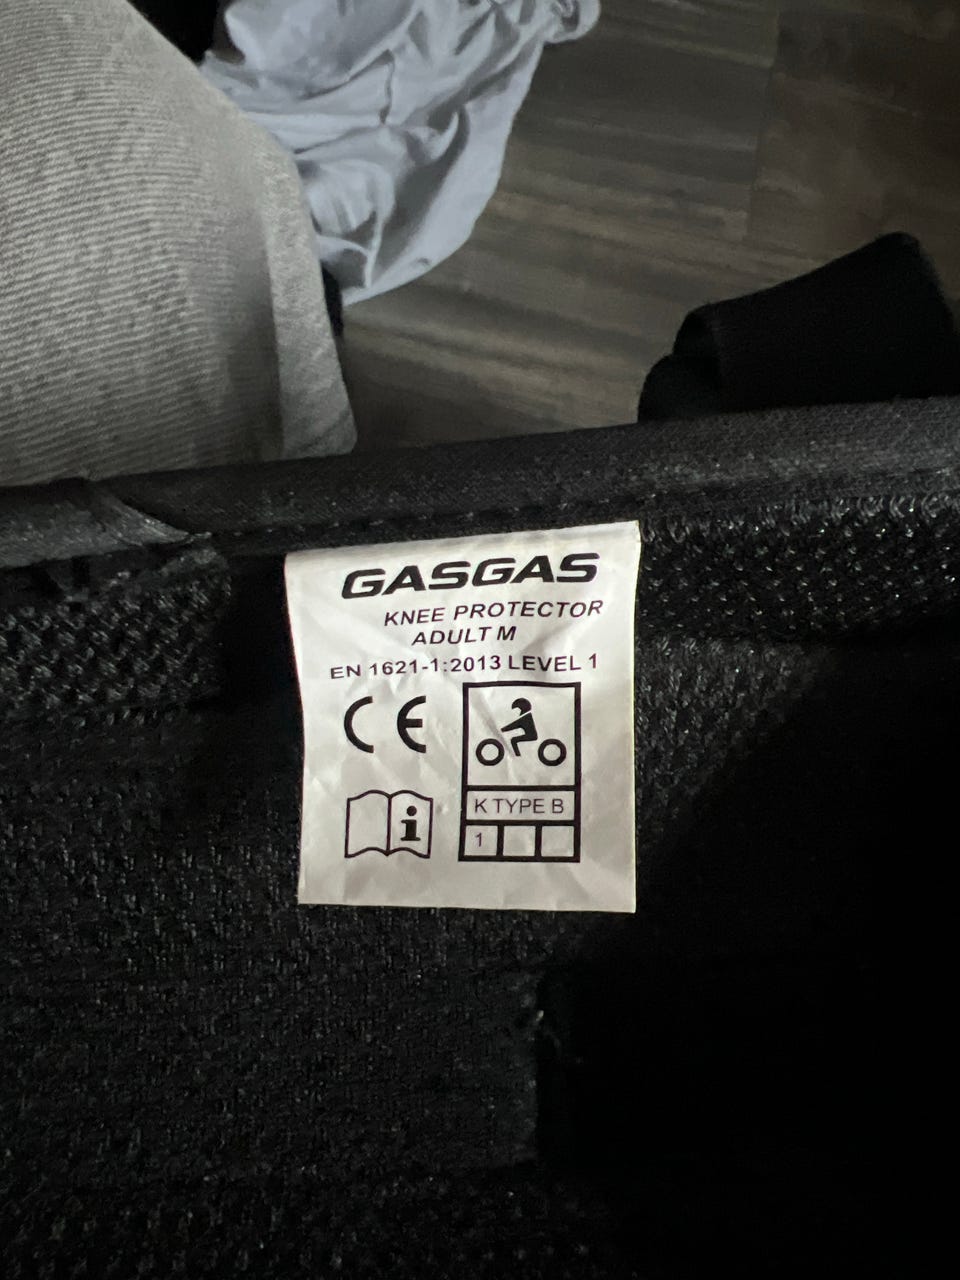 GASGAS
KNEE PROTECTOR
ADULT M
EN 1621-1:2013 LEVEL 1
CE
i
K TYPE B
1